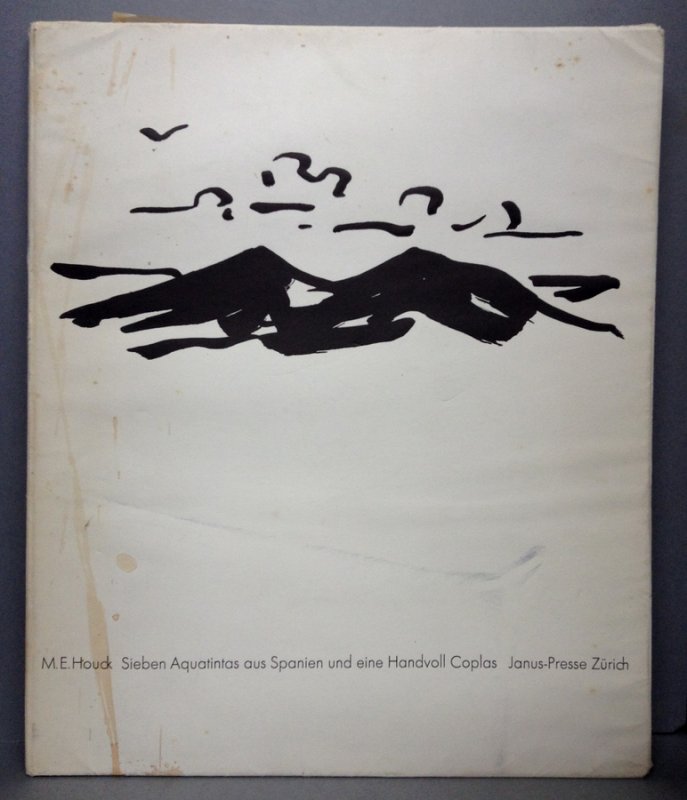 M.E.Houck Sieben Aquatintas aus Spanien und eine Handvoll Coplas Janus-Presse Zürich